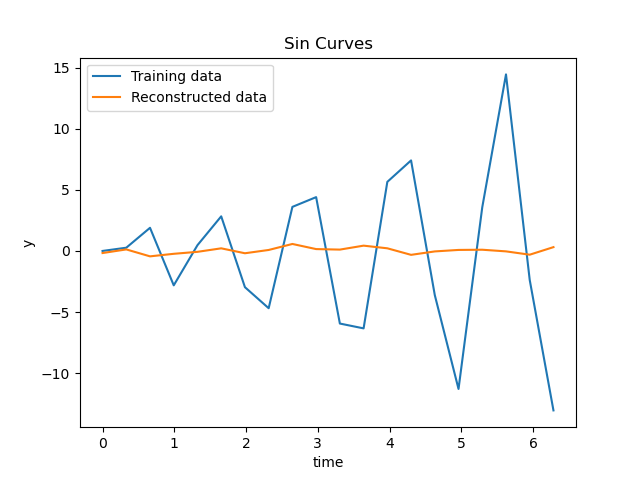 Sin Curves
Training data
Reconstructed data
15
10
5
0
−5
−10
y
0 1 2 3 4 5 6
time